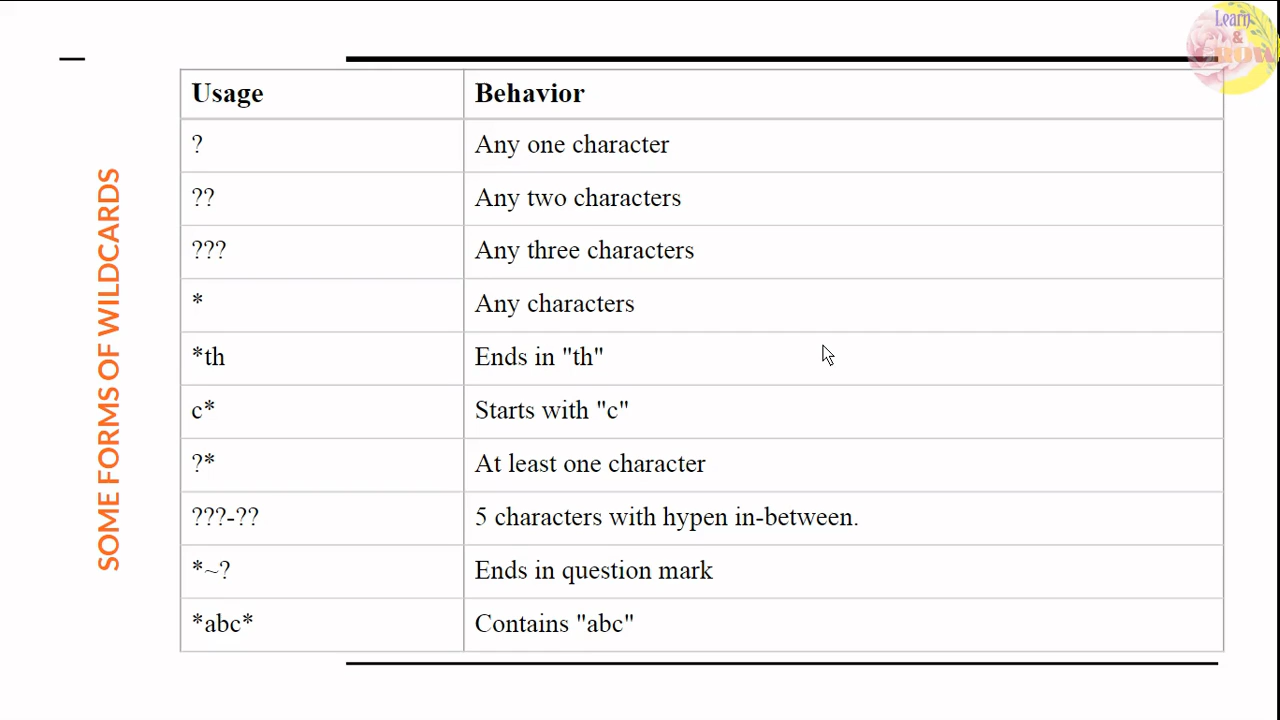 Learn
&
GROW
SOME FORMS OF WILDCARDS
Usage Behavior
? Any one character
?? Any two characters
??? Any three characters
* Any characters
*th Ends in "th"
c* Starts with "c"
?* At least one character
???-?? 5 characters with hypen in-between.
*~? Ends in question mark
*abc* Contains "abc"